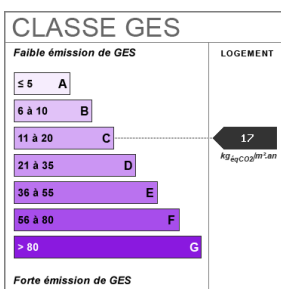 CLASSE GES
Faible émission de GES
LOGEMENT
≤ 5 A
6 à 10 B
11 à 20 C
17
kgéqCO2/m².an
21 à 35 D
36 à 55 E
56 à 80 F
> 80 G
Forte émission de GES